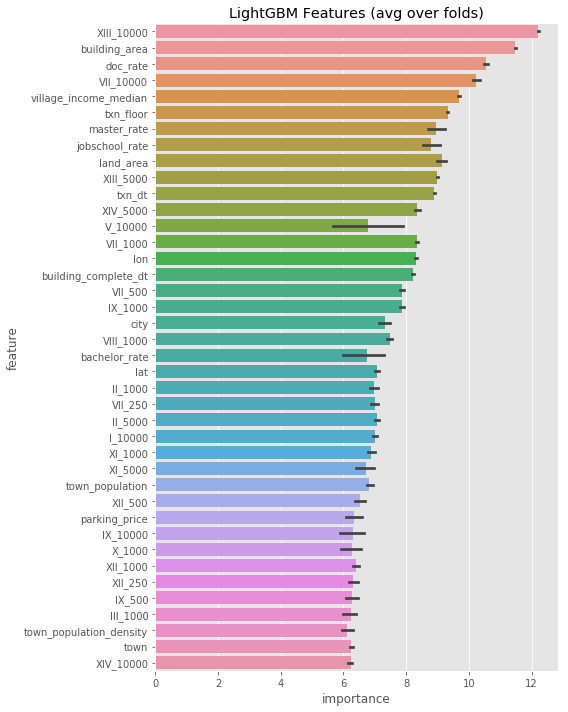 LightGBM Features (avg over folds)
XIII_10000
building_area
doc_rate
VII_10000
village_income_median
txn_floor
master_rate
jobschool_rate
land_area
XIII_5000
txn_dt
XIV_5000
V_10000
VII_1000
lon
building_complete_dt
VII_500
IX_1000
city
VIII_1000
bachelor_rate
lat
II_1000
VII_250
II_5000
I_10000
XI_1000
XI_5000
town_population
XII_500
parking_price
IX_10000
X_1000
XII_1000
XII_250
IX_500
III_1000
town_population_density
town
XIV_10000
feature
0 2 4 6 8 10 12
importance